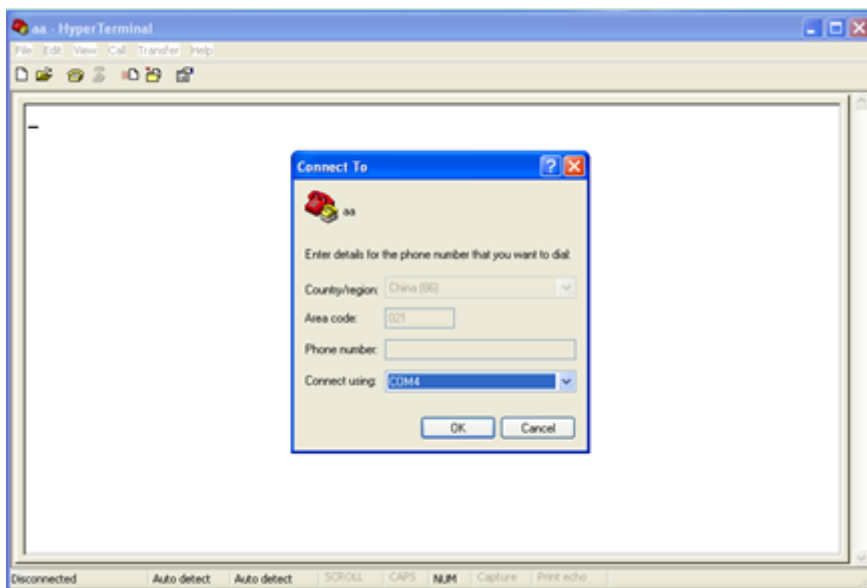 aa - HyperTerminal
File Edit View Call Transfer Help
Connect To
aa
Enter details for the phone number that you want to dial:
Country/region: China (86)
Area code: 021
Phone number:
Connect using: COM4
OK Cancel
Disconnected Auto detect Auto detect SCROLL CAPS NUM Capture Print echo